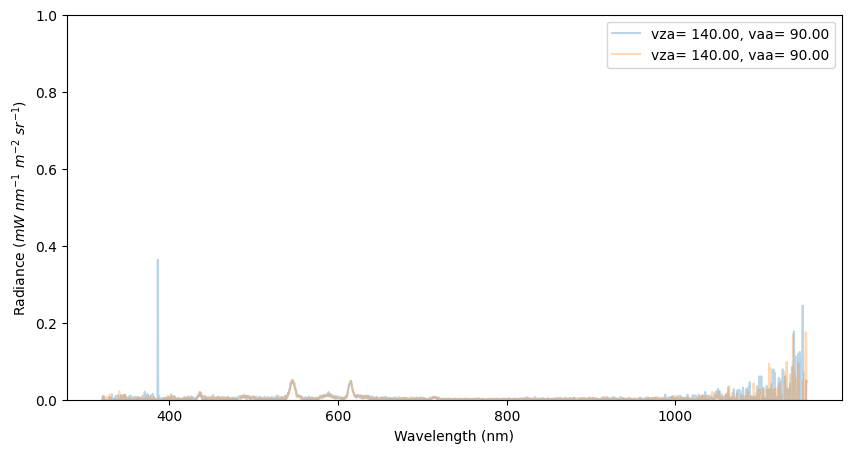 1.0
0.8
0.6
0.4
0.2
0.0
Radiance (mW nm⁻¹ m⁻² sr⁻¹)
vza= 140.00, vaa= 90.00
vza= 140.00, vaa= 90.00
400 600 800 1000
Wavelength (nm)